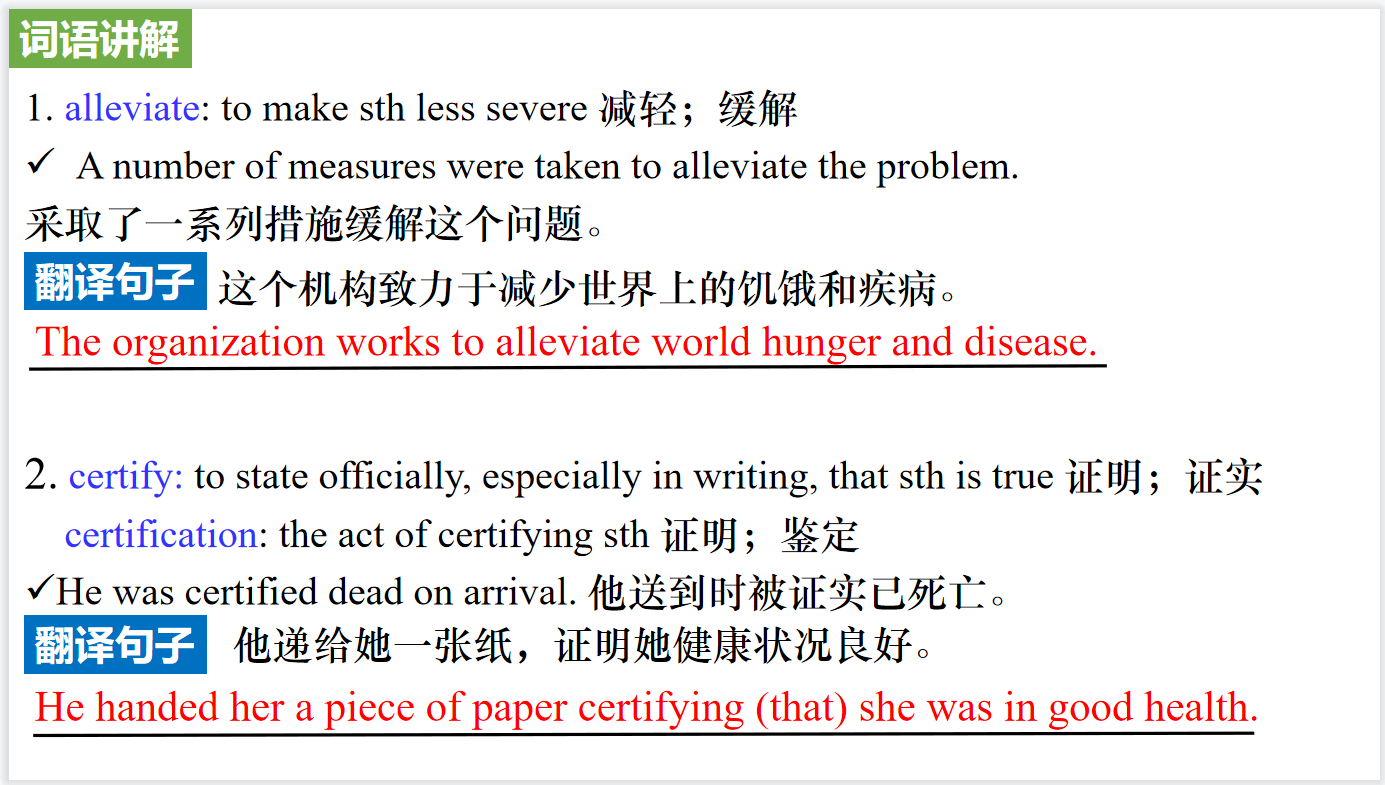 词语讲解
1. alleviate: to make sth less severe 减轻；缓解
✓ A number of measures were taken to alleviate the problem.
采取了一系列措施缓解这个问题。
翻译句子 这个机构致力于减少世界上的饥饿和疾病。
The organization works to alleviate world hunger and disease.
2. certify: to state officially, especially in writing, that sth is true 证明；证实
certification: the act of certifying sth 证明；鉴定
✓He was certified dead on arrival. 他送到时被证实已死亡。
翻译句子 他递给她一张纸，证明她健康状况良好。
He handed her a piece of paper certifying (that) she was in good health.